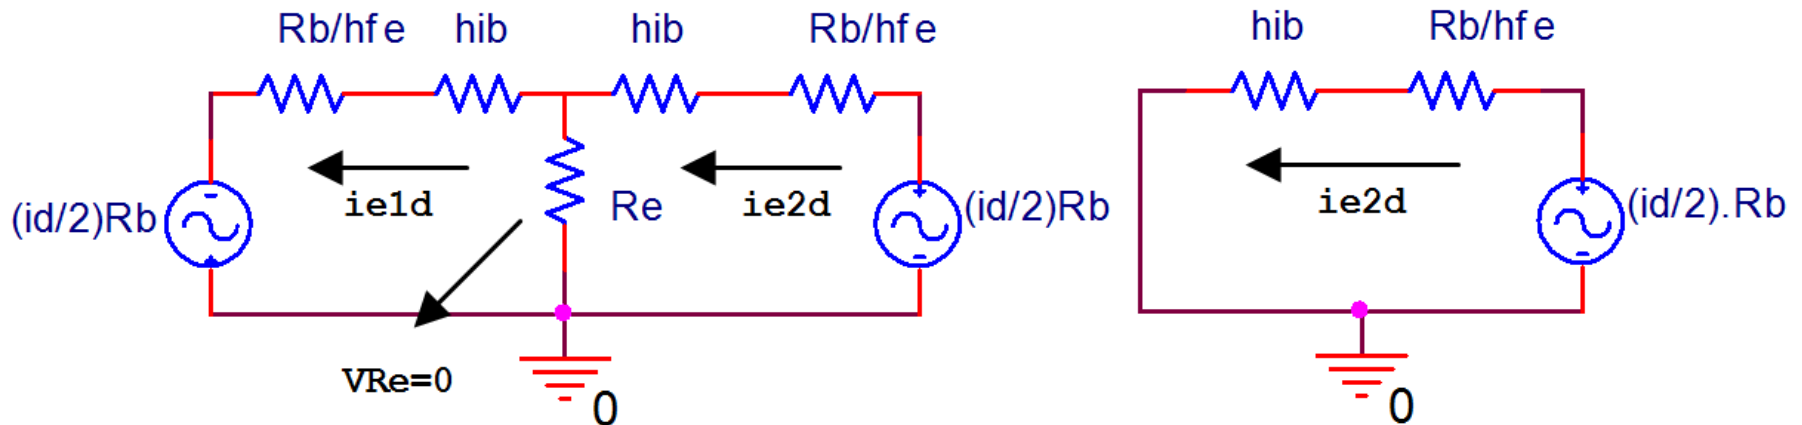 Rb/hfe hib hib Rb/hfe
(id/2)Rb ie1d Re ie2d (id/2)Rb
VRe=0
0
hib Rb/hfe
ie2d (id/2).Rb
0